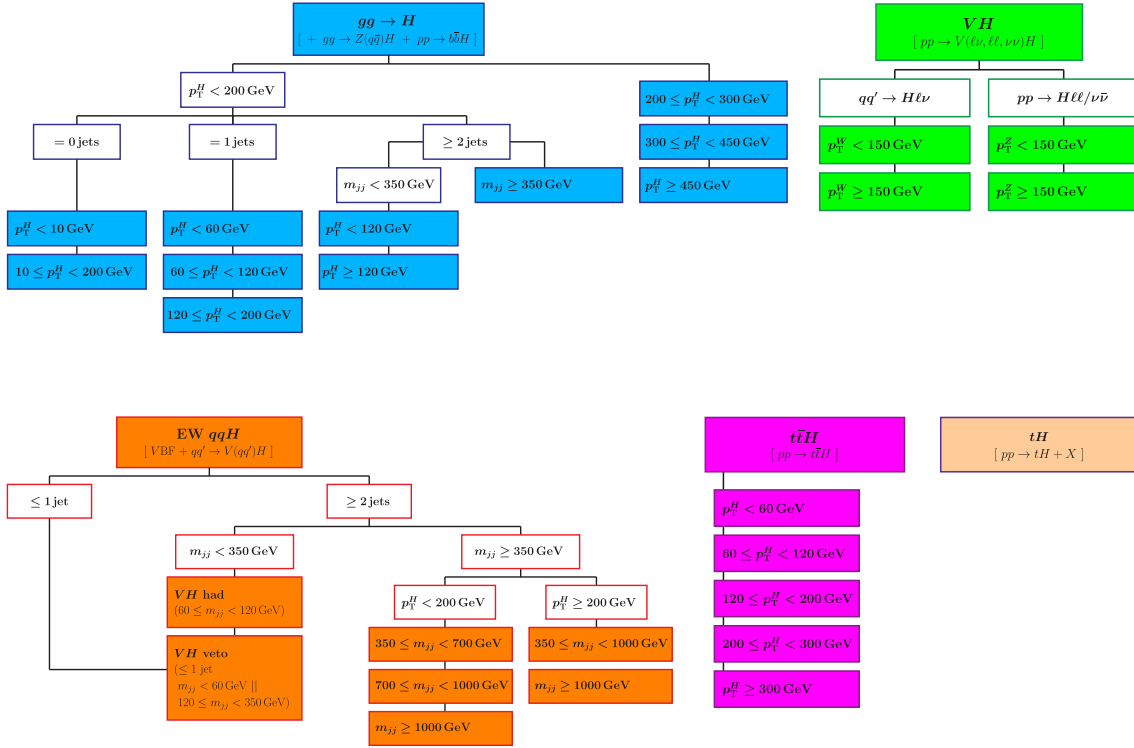 gg → H
[ + gg → Z(qq̄)H + pp → bb̄H ]
p_T^H < 200 GeV
= 0 jets
= 1 jets
≥ 2 jets
m_jj < 350 GeV
m_jj ≥ 350 GeV
200 ≤ p_T^H < 300 GeV
300 ≤ p_T^H < 450 GeV
p_T^H ≥ 450 GeV
p_T^H < 10 GeV
10 ≤ p_T^H < 200 GeV
p_T^H < 60 GeV
60 ≤ p_T^H < 120 GeV
120 ≤ p_T^H < 200 GeV
p_T^H < 120 GeV
p_T^H ≥ 120 GeV
VH
[ pp → V(ℓν, ℓℓ, νν)H ]
qq′ → Hℓν
pp → Hℓℓ/νν̄
p_T^W < 150 GeV
p_T^Z < 150 GeV
p_T^W ≥ 150 GeV
p_T^Z ≥ 150 GeV
EW qqH
[ VBF + qq′ → V(qq′)H ]
≤ 1 jet
≥ 2 jets
m_jj < 350 GeV
m_jj ≥ 350 GeV
VH had
(60 ≤ m_jj < 120 GeV)
VH veto
(≤ 1 jet
m_jj < 60 GeV ||
120 ≤ m_jj < 350 GeV)
p_T^H < 200 GeV
p_T^H ≥ 200 GeV
350 ≤ m_jj < 700 GeV
700 ≤ m_jj < 1000 GeV
m_jj ≥ 1000 GeV
350 ≤ m_jj < 1000 GeV
m_jj ≥ 1000 GeV
tt̄H
[ pp → tt̄H ]
p_T^H < 60 GeV
60 ≤ p_T^H < 120 GeV
120 ≤ p_T^H < 200 GeV
200 ≤ p_T^H < 300 GeV
p_T^H ≥ 300 GeV
tH
[ pp → tH + X ]